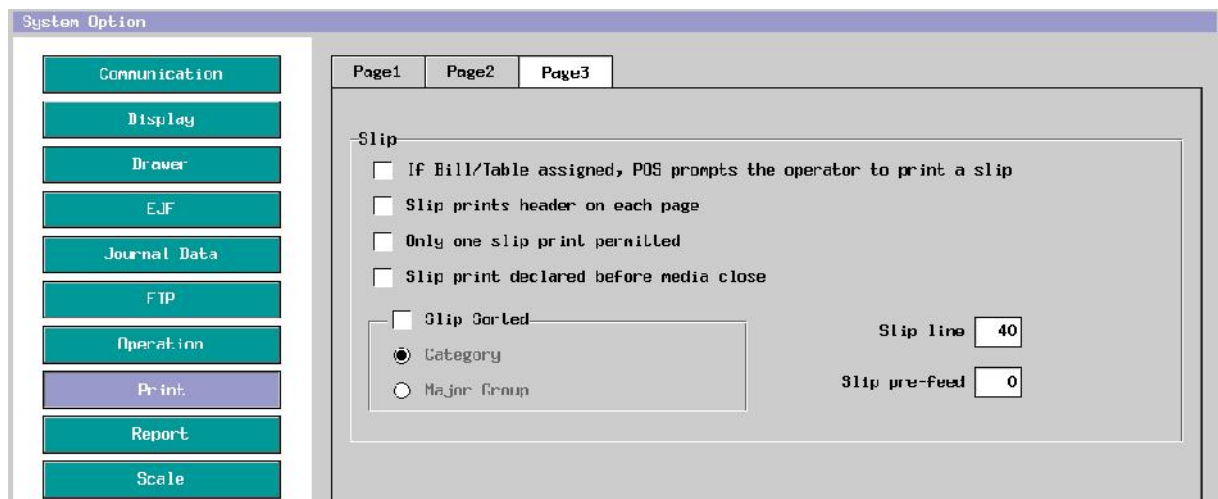 System Option
Communication
Display
Drawer
EJF
Journal Data
FTP
Operation
Print
Report
Scale
Page1 Page2 Page3
Slip
If Bill/Table assigned, POS prompts the operator to print a slip
Slip prints header on each page
Only one slip print permitted
Slip print declared before media close
Slip Sorted
Category
Major Group
Slip line 40
Slip pre-feed 0